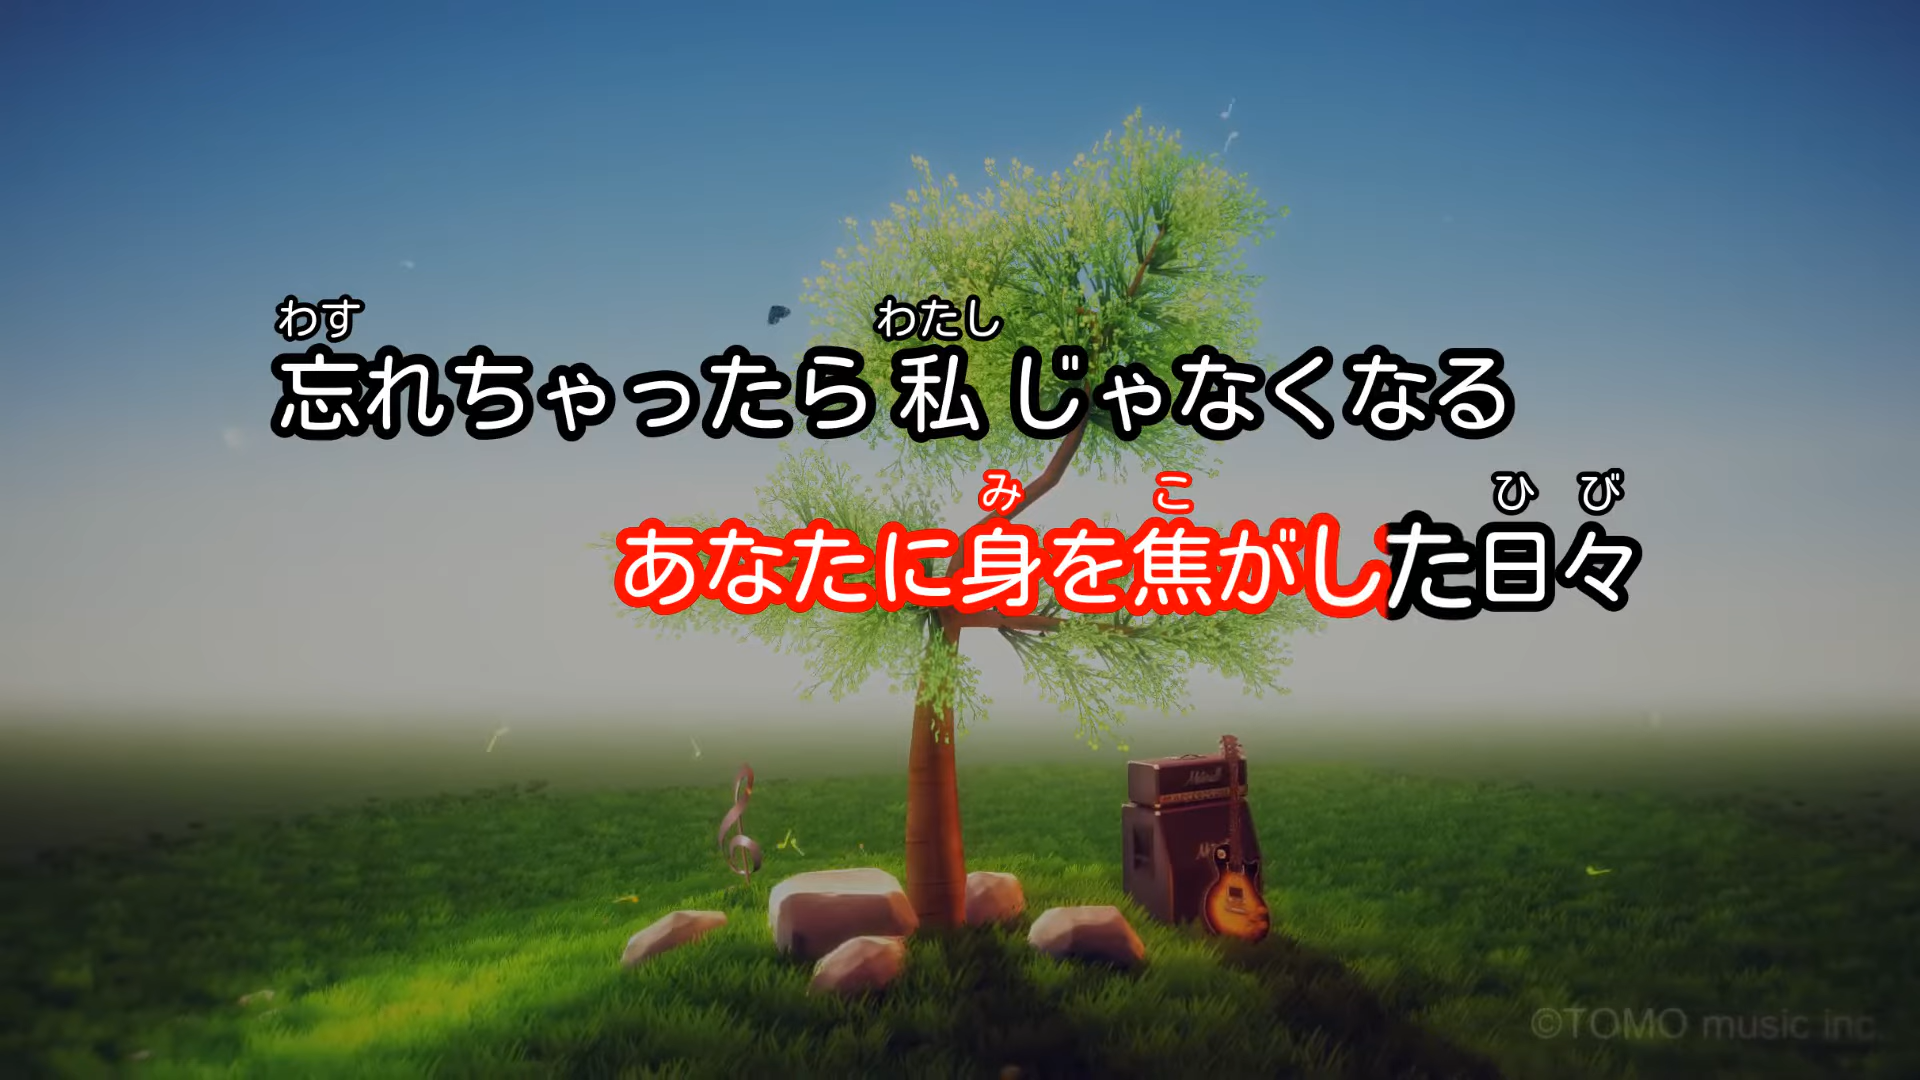 わす わたし
忘れちゃったら私じゃなくなる
み こ ひ び
あなたに身を焦がした日々
Marshall
©TOMO music inc.